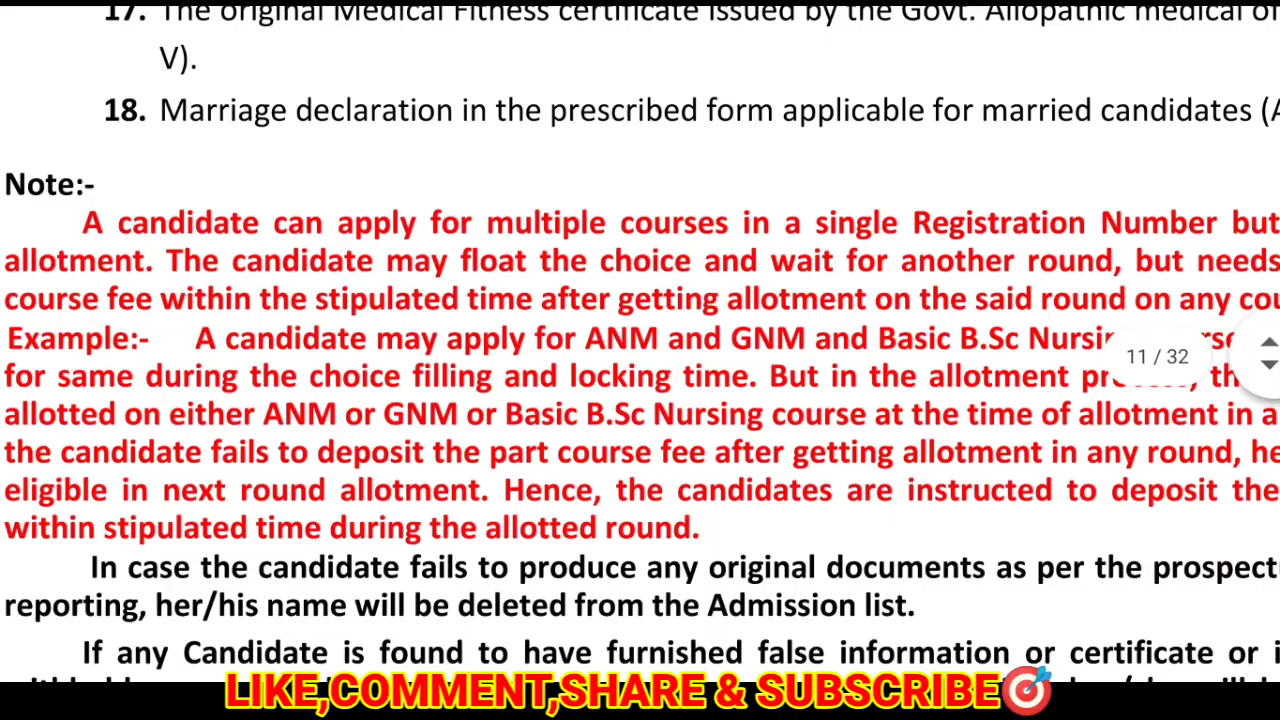 17. The original Medical Fitness certificate issued by the Govt. Allopathic medical of
V).
18. Marriage declaration in the prescribed form applicable for married candidates (A
Note:-
A candidate can apply for multiple courses in a single Registration Number but
allotment. The candidate may float the choice and wait for another round, but needs
course fee within the stipulated time after getting allotment on the said round on any cou
Example:- A candidate may apply for ANM and GNM and Basic B.Sc
11 / 32
for same during the choice filling and locking time. But in the allotment
allotted on either ANM or GNM or Basic B.Sc Nursing course at the time of allotment in a
the candidate fails to deposit the part course fee after getting allotment in any round, he
eligible in next round allotment. Hence, the candidates are instructed to deposit the
within stipulated time during the allotted round.
In case the candidate fails to produce any original documents as per the prospect
reporting, her/his name will be deleted from the Admission list.
If any Candidate is found to have furnished false information or certificate or i
LIKE,COMMENT,SHARE & SUBSCRIBE